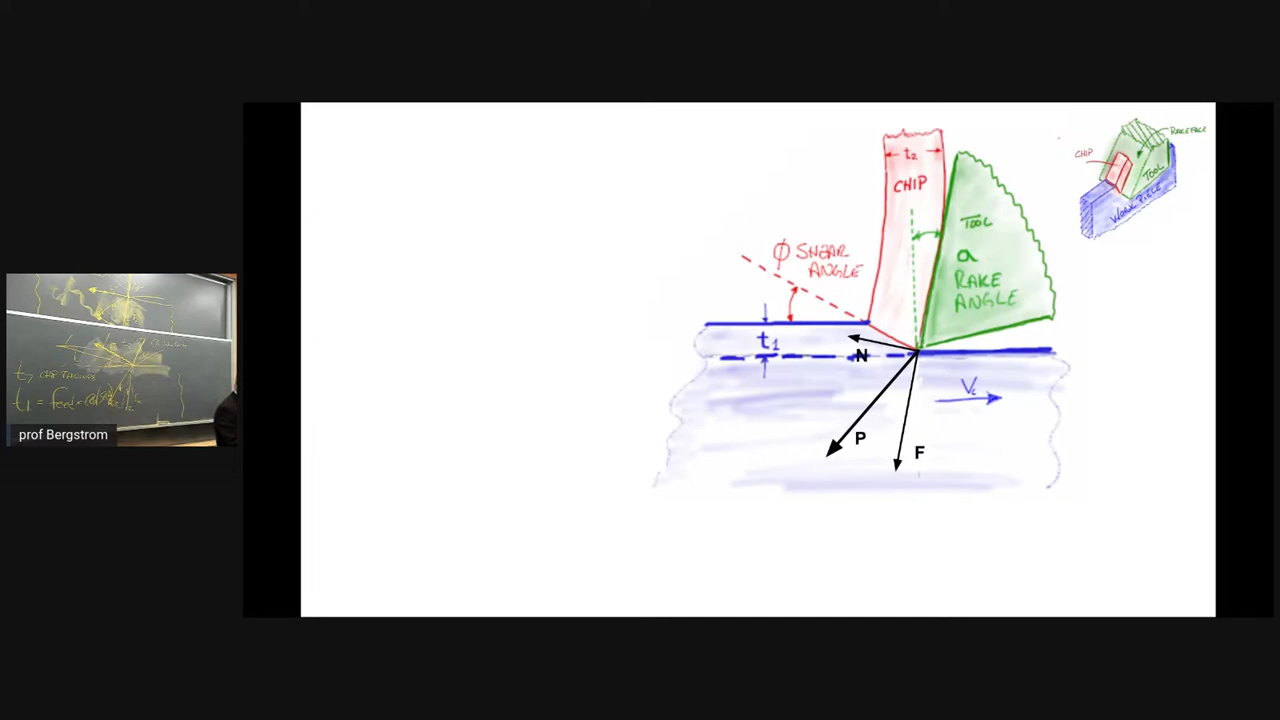 t₂
CHIP
TOOL
a
RAKE
ANGLE
ϕ SHEAR
ANGLE
t₁
N
P
F
Vc
RAKE FACE
CHIP
TOOL
WORK PIECE
t₂ CHIP THICKNESS
t₁ = feed
prof Bergstrom